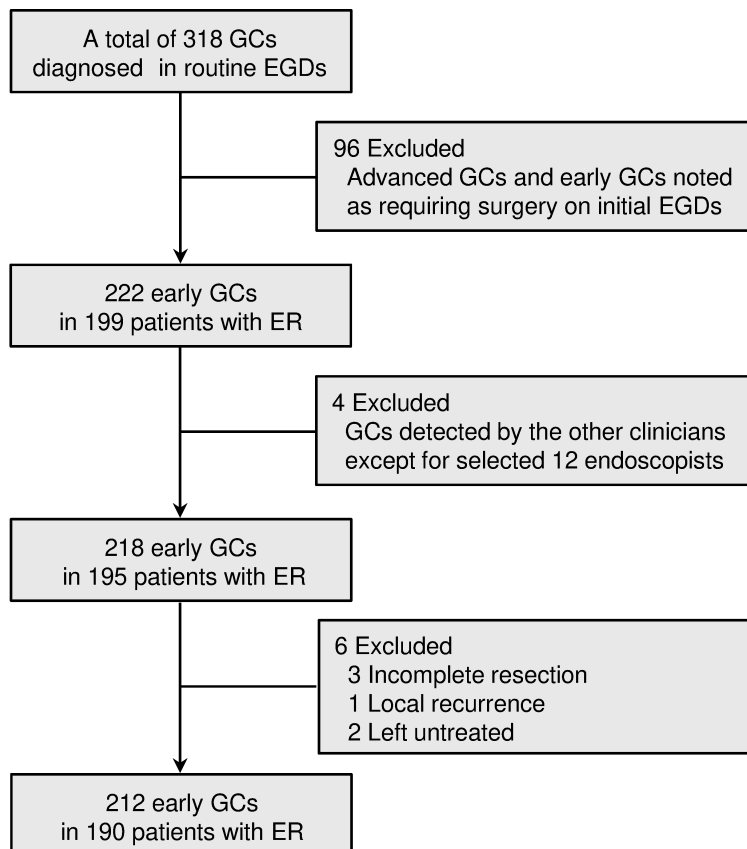 A total of 318 GCs
diagnosed in routine EGDs
96 Excluded
Advanced GCs and early GCs noted
as requiring surgery on initial EGDs
222 early GCs
in 199 patients with ER
4 Excluded
GCs detected by the other clinicians
except for selected 12 endoscopists
218 early GCs
in 195 patients with ER
6 Excluded
3 Incomplete resection
1 Local recurrence
2 Left untreated
212 early GCs
in 190 patients with ER